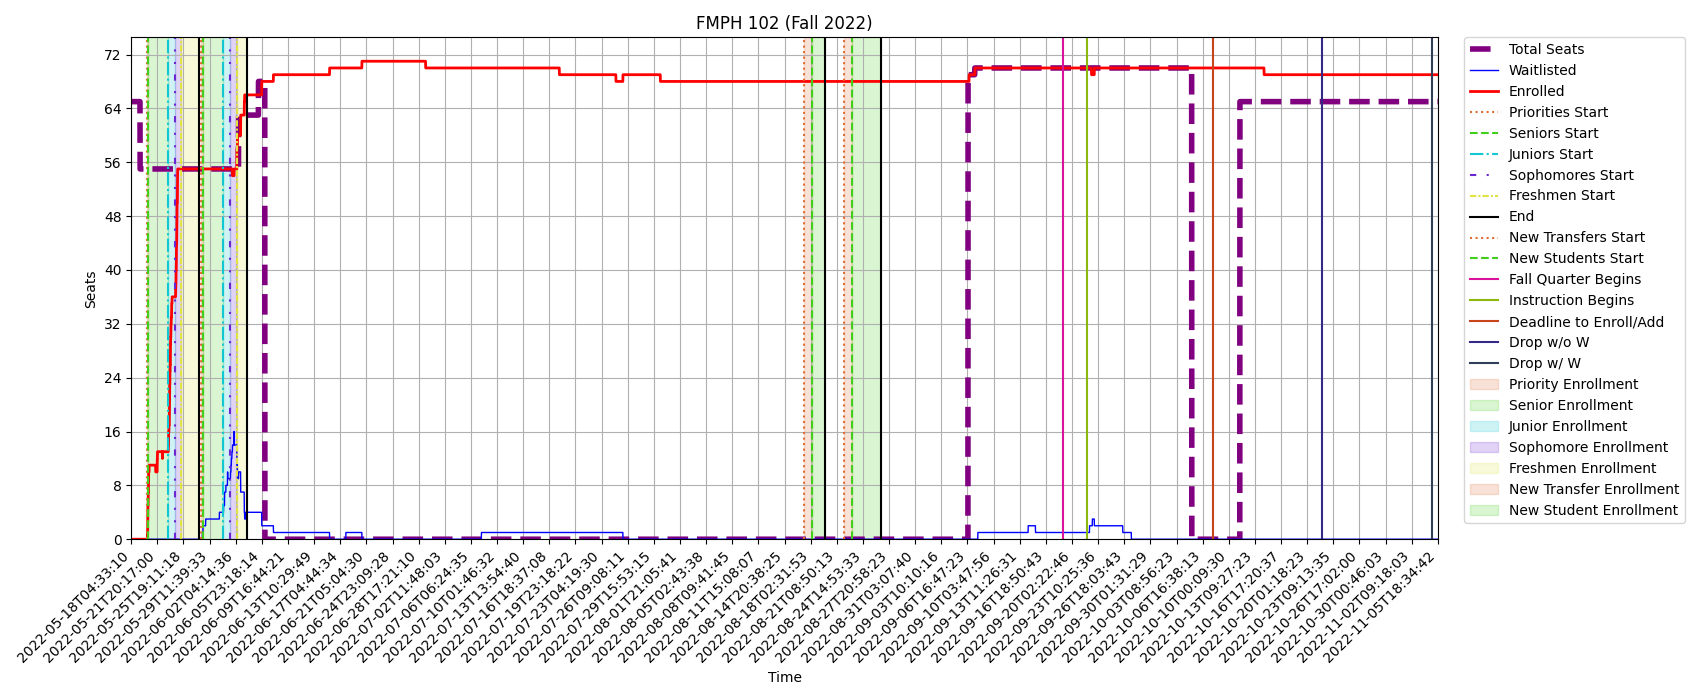 FMPH 102 (Fall 2022)
Seats
72
64
56
48
40
32
24
16
8
0
2022-05-18T04:33:10
2022-05-21T20:17:00
2022-05-25T19:11:18
2022-05-29T11:39:33
2022-06-02T04:14:36
2022-06-05T23:18:14
2022-06-09T16:44:21
2022-06-13T10:29:49
2022-06-17T04:44:34
2022-06-21T05:04:30
2022-06-24T23:09:28
2022-06-28T17:21:16
2022-07-02T11:48:03
2022-07-06T06:24:35
2022-07-10T01:46:32
2022-07-13T13:54:40
2022-07-16T18:37:08
2022-07-19T23:18:22
2022-07-23T04:19:30
2022-07-26T09:08:11
2022-07-29T15:53:15
2022-08-01T21:05:41
2022-08-05T02:43:38
2022-08-08T09:41:45
2022-08-11T15:08:07
2022-08-14T20:38:25
2022-08-18T02:31:53
2022-08-21T08:50:13
2022-08-24T14:53:33
2022-08-27T20:58:23
2022-08-31T03:07:40
2022-09-03T10:10:16
2022-09-06T16:47:23
2022-09-10T03:47:56
2022-09-13T11:26:31
2022-09-16T18:50:43
2022-09-20T02:22:46
2022-09-23T10:25:36
2022-09-26T18:03:43
2022-09-30T01:31:29
2022-10-03T08:56:23
2022-10-06T16:38:13
2022-10-10T00:09:30
2022-10-13T09:27:23
2022-10-16T17:20:37
2022-10-20T01:18:23
2022-10-23T09:13:35
2022-10-26T17:02:00
2022-10-30T00:46:03
2022-11-02T09:18:03
2022-11-05T18:34:42
Time
Total Seats
Waitlisted
Enrolled
Priorities Start
Seniors Start
Juniors Start
Sophomores Start
Freshmen Start
End
New Transfers Start
New Students Start
Fall Quarter Begins
Instruction Begins
Deadline to Enroll/Add
Drop w/o W
Drop w/ W
Priority Enrollment
Senior Enrollment
Junior Enrollment
Sophomore Enrollment
Freshmen Enrollment
New Transfer Enrollment
New Student Enrollment